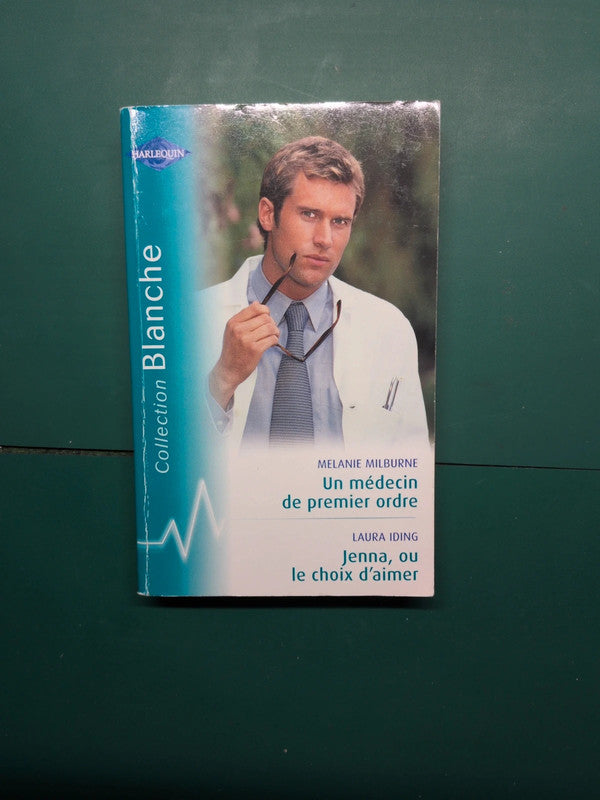 HARLEQUIN
Collection Blanche
MELANIE MILBURNE
Un médecin
de premier ordre
LAURA IDING
Jenna, ou
le choix d'aimer